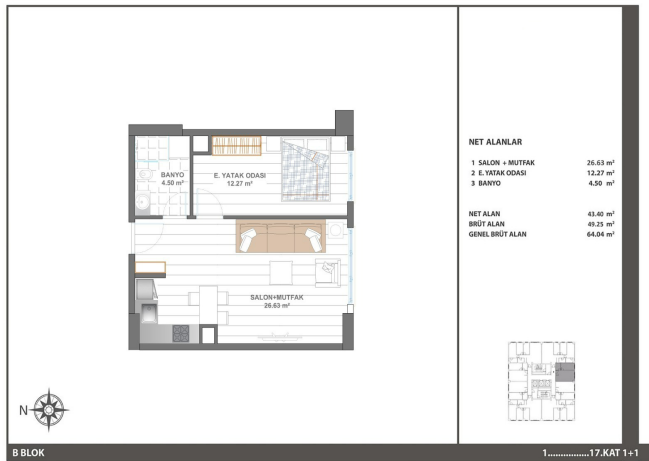 BANYO
4.50 m²
E. YATAK ODASI
12.27 m²
SALON+MUTFAK
26.63 m²
NET ALANLAR
1 SALON + MUTFAK 26.63 m²
2 E. YATAK ODASI 12.27 m²
3 BANYO 4.50 m²
NET ALAN 43.40 m²
BRÜT ALAN 49.25 m²
GENEL BRÜT ALAN 64.04 m²
N
B BLOK
1................17.KAT 1+1